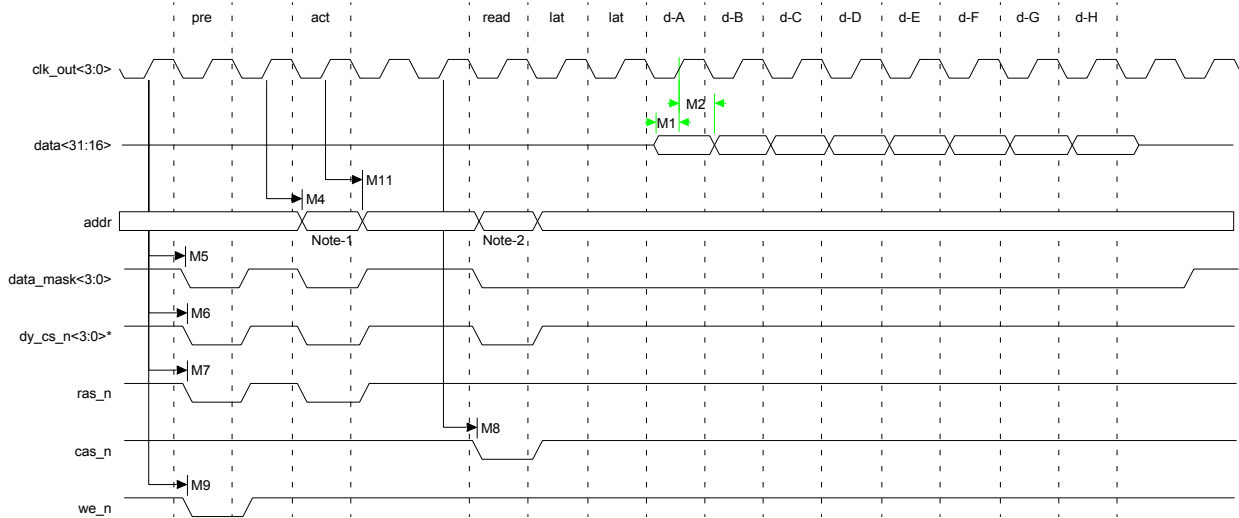 pre act read lat lat d-A d-B d-C d-D d-E d-F d-G d-H
clk_out<3:0>
M2
M1
data<31:16>
M11
M4
addr
Note-1 Note-2
M5
data_mask<3:0>
M6
dy_cs_n<3:0>*
M7
ras_n
M8
cas_n
M9
we_n